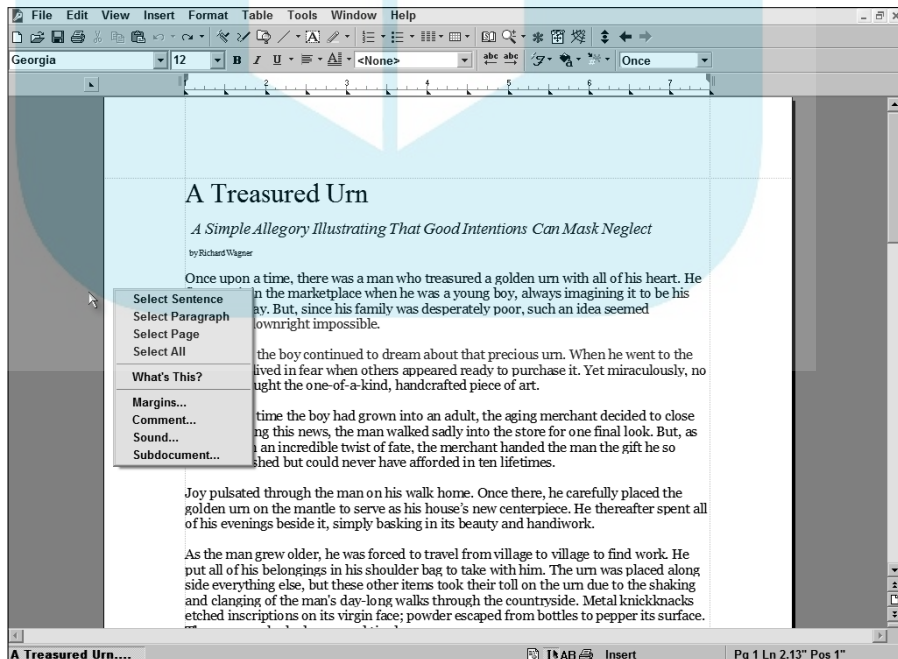 File Edit View Insert Format Table Tools Window Help
Georgia 12 B I U <None> abc abc Once
2 3 4 5 6 7
A Treasured Urn
A Simple Allegory Illustrating That Good Intentions Can Mask Neglect
by Richard Wagner
Once upon a time, there was a man who treasured a golden urn with all of his heart. He
in the marketplace when he was a young boy, always imagining it to be his
But, since his family was desperately poor, such an idea seemed
impossible.
the boy continued to dream about that precious urn. When he went to the
in fear when others appeared ready to purchase it. Yet miraculously, no
the one-of-a-kind, handcrafted piece of art.
time the boy had grown into an adult, the aging merchant decided to close
this news, the man walked sadly into the store for one final look. But, as
an incredible twist of fate, the merchant handed the man the gift he so
but could never have afforded in ten lifetimes.
Select Sentence
Select Paragraph
Select Page
Select All
What's This?
Margins...
Comment...
Sound...
Subdocument...
Joy pulsated through the man on his walk home. Once there, he carefully placed the
golden urn on the mantle to serve as his house's new centerpiece. He thereafter spent all
of his evenings beside it, simply basking in its beauty and handiwork.
As the man grew older, he was forced to travel from village to village to find work. He
put all of his belongings in his shoulder bag to take with him. The urn was placed along
side everything else, but these other items took their toll on the urn due to the shaking
and clanging of the man's day-long walks through the countryside. Metal knickknacks
etched inscriptions on its virgin face; powder escaped from bottles to pepper its surface.
A Treasured Urn.... AB Insert Pg 1 Ln 2.13" Pos 1"